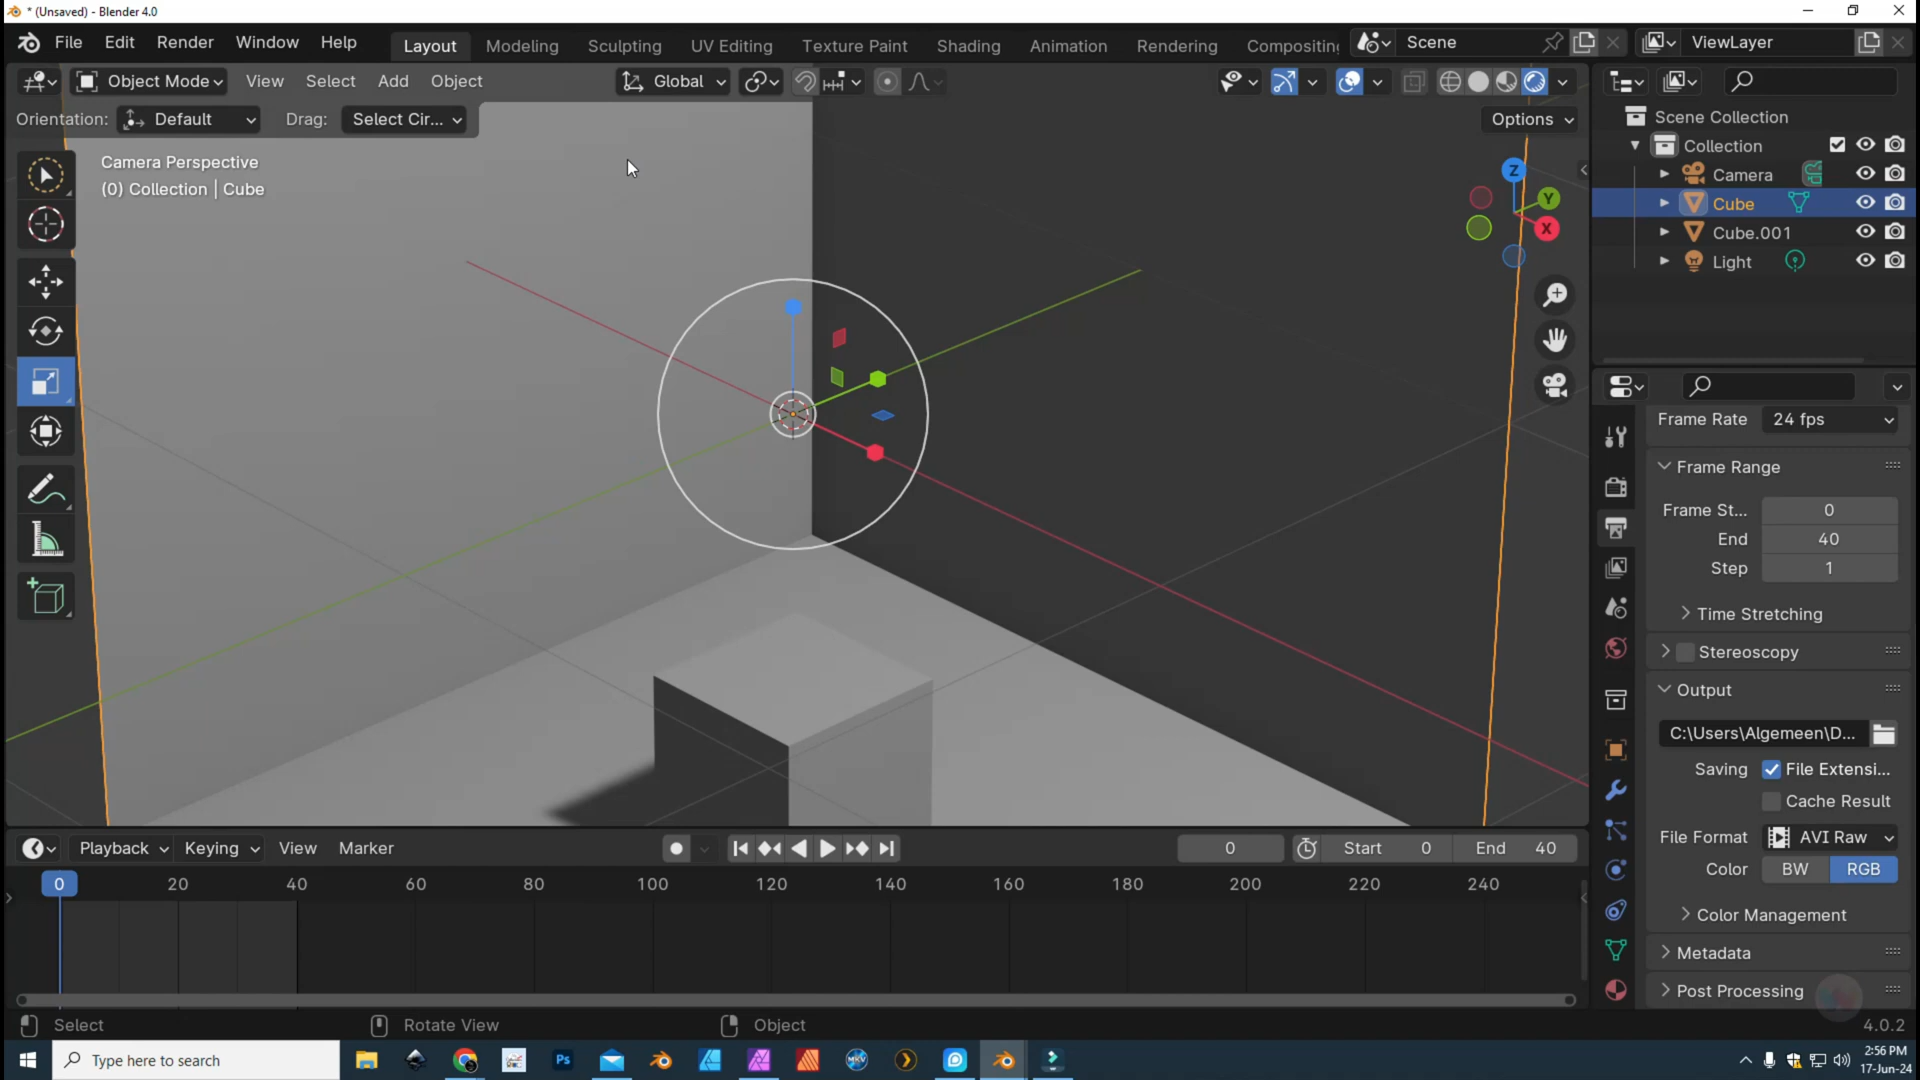 * (Unsaved) - Blender 4.0
File Edit Render Window Help Layout Modeling Sculpting UV Editing Texture Paint Shading Animation Rendering Compositing Scene ViewLayer
Object Mode View Select Add Object Global
Orientation: Default Drag: Select Cir... Options
Camera Perspective
(0) Collection | Cube
Z
Y
X
Scene Collection
Collection
Camera
Cube
Cube.001
Light
Frame Rate 24 fps
Frame Range
Frame St... 0
End 40
Step 1
Time Stretching
Stereoscopy
Output
C:\Users\Algemeen\D...
Saving File Extensi...
Cache Result
File Format AVI Raw
Color BW RGB
Color Management
Metadata
Post Processing
Playback Keying View Marker 0 Start 0 End 40
0 20 40 60 80 100 120 140 160 180 200 220 240
Select Rotate View Object 4.0.2
Type here to search Ps MKV 2:56 PM
17-Jun-24